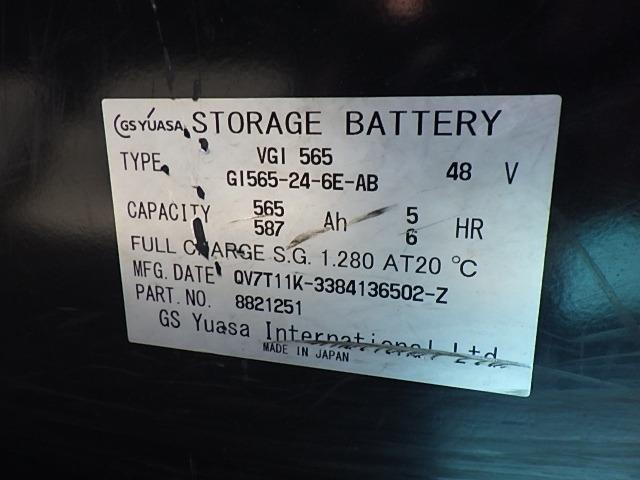 GS YUASA STORAGE BATTERY
TYPE VGI 565 48 V
GI565-24-6E-AB
CAPACITY 565 Ah 5 HR
587 6
FULL CHARGE S.G. 1.280 AT20 °C
MFG. DATE QV7T11K-3384136502-Z
PART. NO. 8821251
GS Yuasa International Ltd.
MADE IN JAPAN